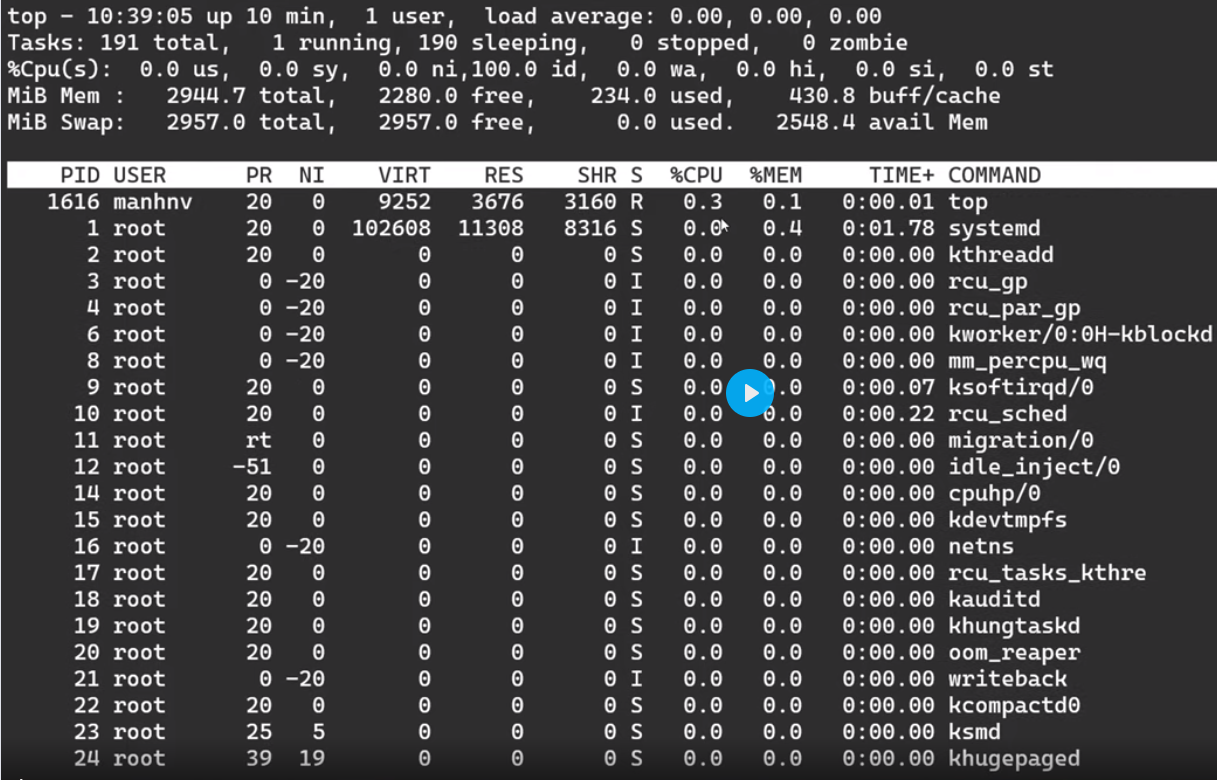 top - 10:39:05 up 10 min,  1 user,  load average: 0.00, 0.00, 0.00
Tasks: 191 total,   1 running, 190 sleeping,   0 stopped,   0 zombie
%Cpu(s):  0.0 us,  0.0 sy,  0.0 ni,100.0 id,  0.0 wa,  0.0 hi,  0.0 si,  0.0 st
MiB Mem :   2944.7 total,   2280.0 free,    234.0 used,    430.8 buff/cache
MiB Swap:   2957.0 total,   2957.0 free,      0.0 used.   2548.4 avail Mem
PID USER      PR  NI    VIRT    RES    SHR S  %CPU  %MEM     TIME+ COMMAND
1616 manhnv    20   0    9252   3676   3160 R   0.3   0.1   0:00.01 top
1 root      20   0  102608  11308   8316 S   0.0   0.4   0:01.78 systemd
2 root      20   0       0      0      0 S   0.0   0.0   0:00.00 kthreadd
3 root       0 -20       0      0      0 I   0.0   0.0   0:00.00 rcu_gp
4 root       0 -20       0      0      0 I   0.0   0.0   0:00.00 rcu_par_gp
6 root       0 -20       0      0      0 I   0.0   0.0   0:00.00 kworker/0:0H-kblockd
8 root       0 -20       0      0      0 I   0.0   0.0   0:00.00 mm_percpu_wq
9 root      20   0       0      0      0 S   0.0   0.0   0:00.07 ksoftirqd/0
10 root      20   0       0      0      0 I   0.0   0.0   0:00.22 rcu_sched
11 root      rt   0       0      0      0 S   0.0   0.0   0:00.00 migration/0
12 root     -51   0       0      0      0 S   0.0   0.0   0:00.00 idle_inject/0
14 root      20   0       0      0      0 S   0.0   0.0   0:00.00 cpuhp/0
15 root      20   0       0      0      0 S   0.0   0.0   0:00.00 kdevtmpfs
16 root       0 -20       0      0      0 I   0.0   0.0   0:00.00 netns
17 root      20   0       0      0      0 S   0.0   0.0   0:00.00 rcu_tasks_kthre
18 root      20   0       0      0      0 S   0.0   0.0   0:00.00 kauditd
19 root      20   0       0      0      0 S   0.0   0.0   0:00.00 khungtaskd
20 root      20   0       0      0      0 S   0.0   0.0   0:00.00 oom_reaper
21 root       0 -20       0      0      0 I   0.0   0.0   0:00.00 writeback
22 root      20   0       0      0      0 S   0.0   0.0   0:00.00 kcompactd0
23 root      25   5       0      0      0 S   0.0   0.0   0:00.00 ksmd
24 root      39  19       0      0      0 S   0.0   0.0   0:00.00 khugepaged